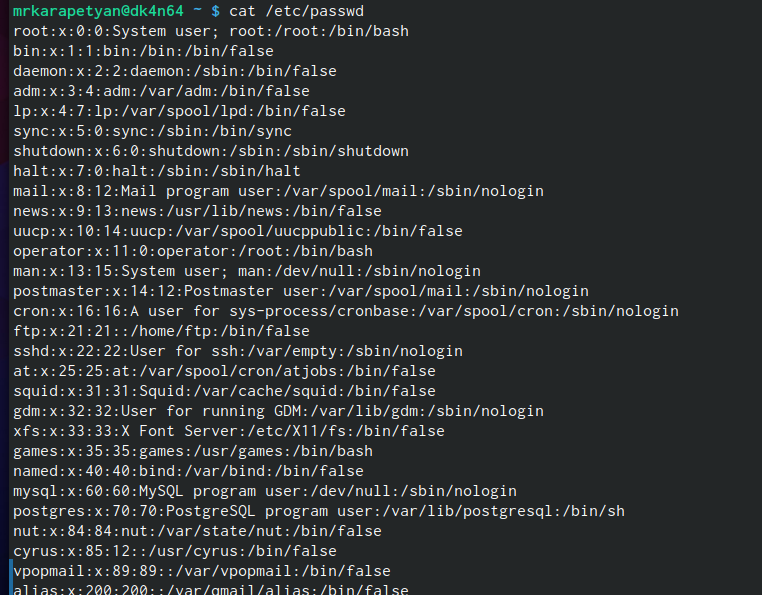 mrkarapetyan@dk4n64 ~ $ cat /etc/passwd
root:x:0:0:System user; root:/root:/bin/bash
bin:x:1:1:bin:/bin:/bin/false
daemon:x:2:2:daemon:/sbin:/bin/false
adm:x:3:4:adm:/var/adm:/bin/false
lp:x:4:7:lp:/var/spool/lpd:/bin/false
sync:x:5:0:sync:/sbin:/bin/sync
shutdown:x:6:0:shutdown:/sbin:/sbin/shutdown
halt:x:7:0:halt:/sbin:/sbin/halt
mail:x:8:12:Mail program user:/var/spool/mail:/sbin/nologin
news:x:9:13:news:/usr/lib/news:/bin/false
uucp:x:10:14:uucp:/var/spool/uucppublic:/bin/false
operator:x:11:0:operator:/root:/bin/bash
man:x:13:15:System user; man:/dev/null:/sbin/nologin
postmaster:x:14:12:Postmaster user:/var/spool/mail:/sbin/nologin
cron:x:16:16:A user for sys-process/cronbase:/var/spool/cron:/sbin/nologin
ftp:x:21:21::/home/ftp:/bin/false
sshd:x:22:22:User for ssh:/var/empty:/sbin/nologin
at:x:25:25:at:/var/spool/cron/atjobs:/bin/false
squid:x:31:31:Squid:/var/cache/squid:/bin/false
gdm:x:32:32:User for running GDM:/var/lib/gdm:/sbin/nologin
xfs:x:33:33:X Font Server:/etc/X11/fs:/bin/false
games:x:35:35:games:/usr/games:/bin/bash
named:x:40:40:bind:/var/bind:/bin/false
mysql:x:60:60:MySQL program user:/dev/null:/sbin/nologin
postgres:x:70:70:PostgreSQL program user:/var/lib/postgresql:/bin/sh
nut:x:84:84:nut:/var/state/nut:/bin/false
cyrus:x:85:12::/usr/cyrus:/bin/false
vpopmail:x:89:89::/var/vpopmail:/bin/false
alias:x:200:200::/var/qmail/alias:/bin/false